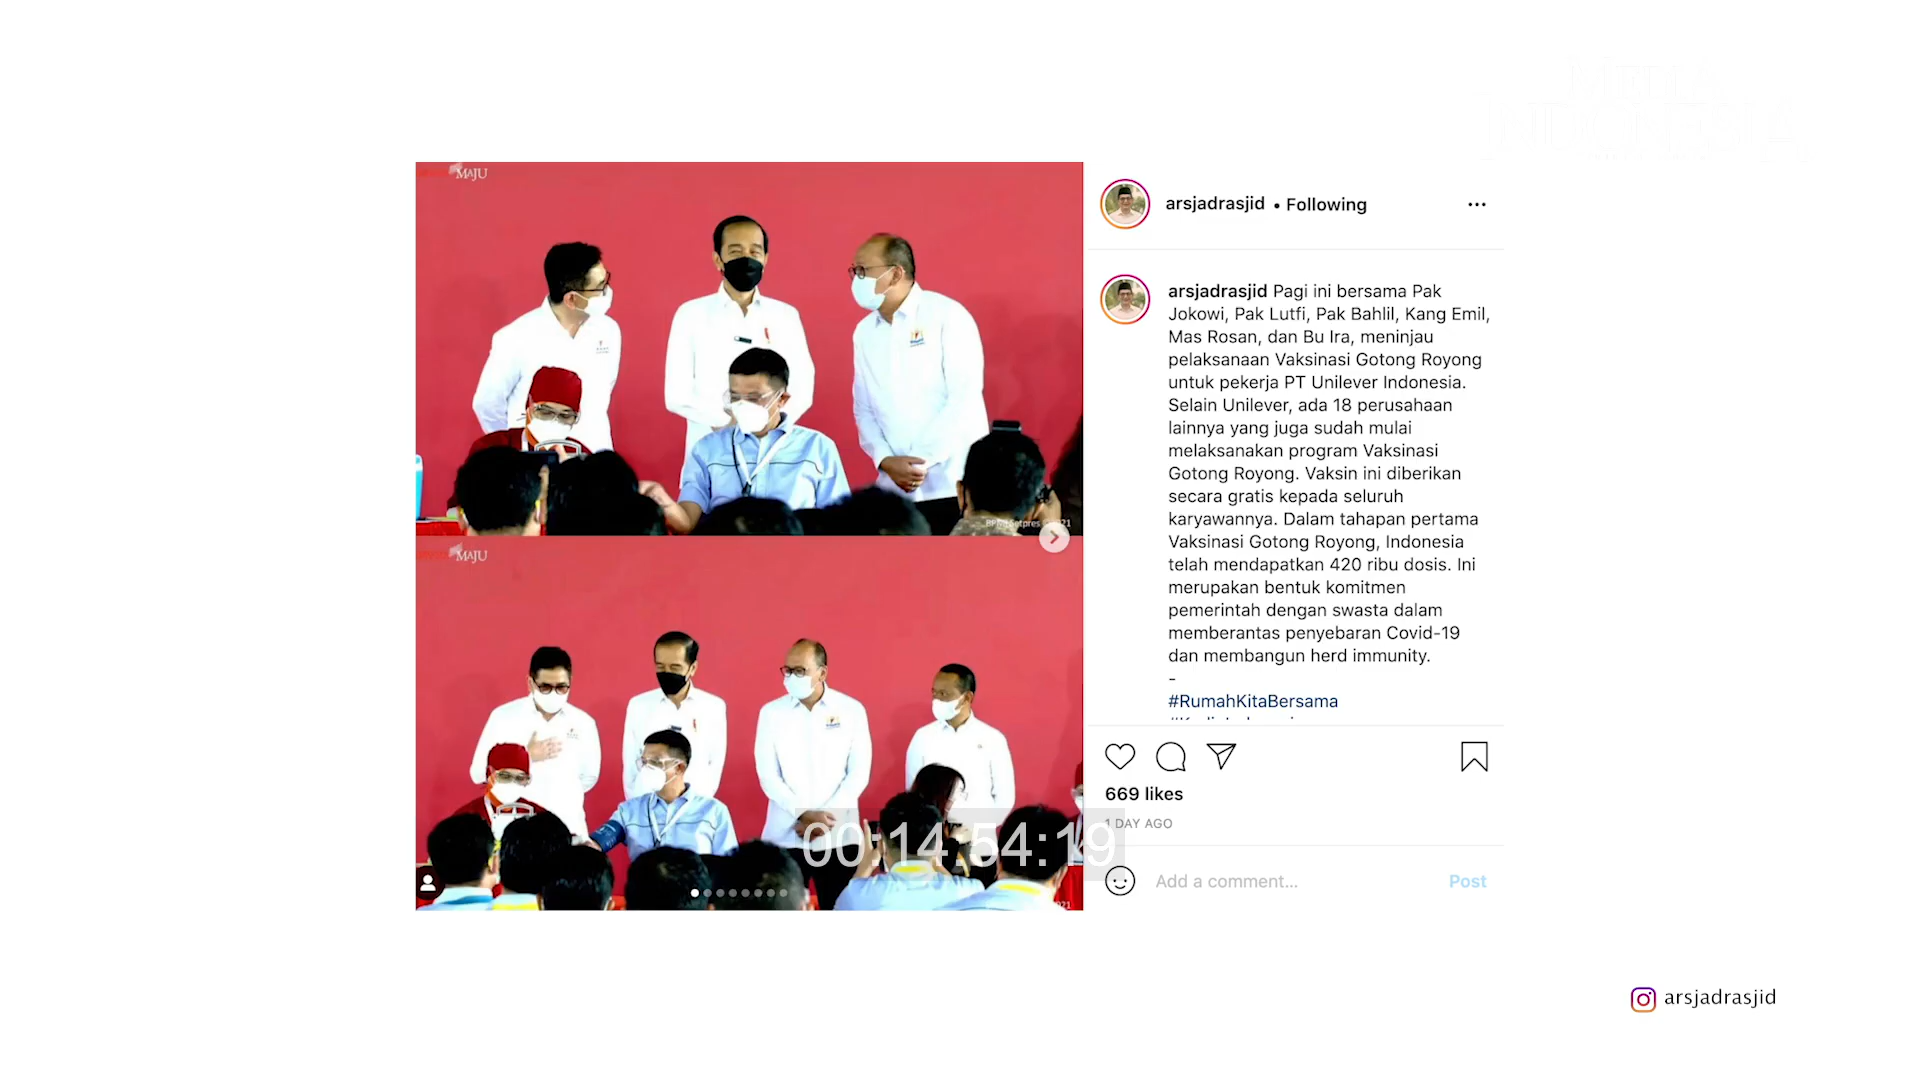 MAJU
BPMI Setpres ©2021
MAJU
00:14:54:19
arsjadrasjid • Following
arsjadrasjid Pagi ini bersama Pak
Jokowi, Pak Lutfi, Pak Bahlil, Kang Emil,
Mas Rosan, dan Bu Ira, meninjau
pelaksanaan Vaksinasi Gotong Royong
untuk pekerja PT Unilever Indonesia.
Selain Unilever, ada 18 perusahaan
lainnya yang juga sudah mulai
melaksanakan program Vaksinasi
Gotong Royong. Vaksin ini diberikan
secara gratis kepada seluruh
karyawannya. Dalam tahapan pertama
Vaksinasi Gotong Royong, Indonesia
telah mendapatkan 420 ribu dosis. Ini
merupakan bentuk komitmen
pemerintah dengan swasta dalam
memberantas penyebaran Covid-19
dan membangun herd immunity.
-
#RumahKitaBersama
669 likes
1 DAY AGO
Add a comment... Post
arsjadrasjid